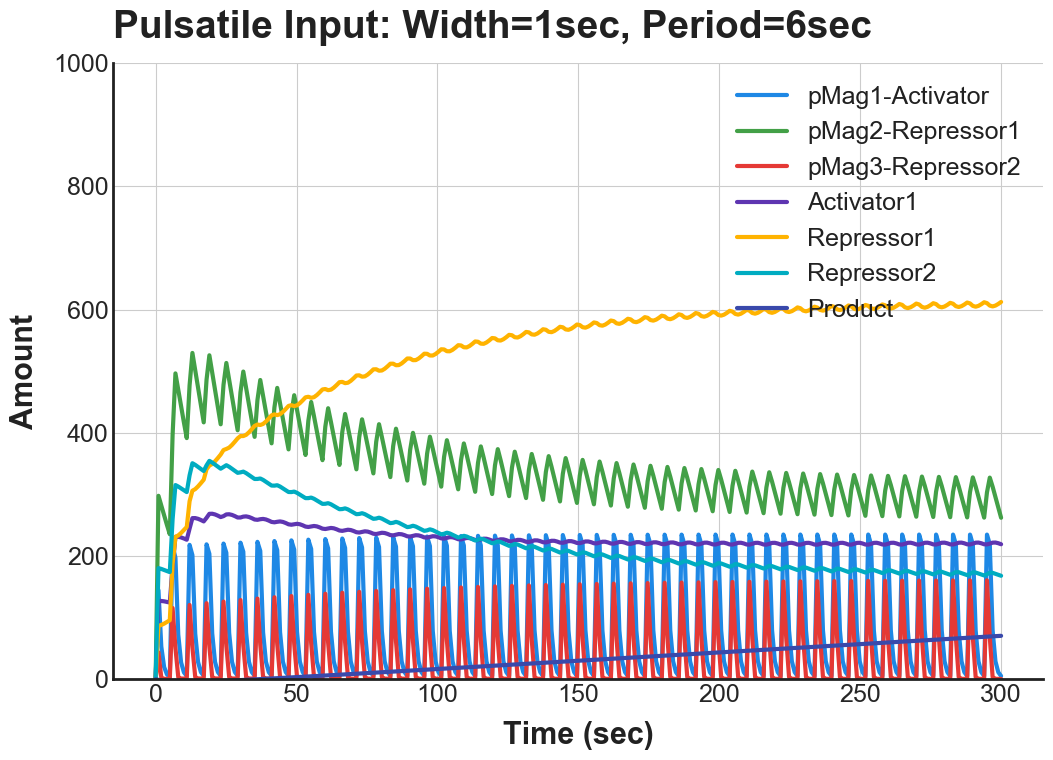 Pulsatile Input: Width=1sec, Period=6sec
1000
800
600
400
200
0
Amount
pMag1-Activator
pMag2-Repressor1
pMag3-Repressor2
Activator1
Repressor1
Repressor2
Product
0 50 100 150 200 250 300
Time (sec)